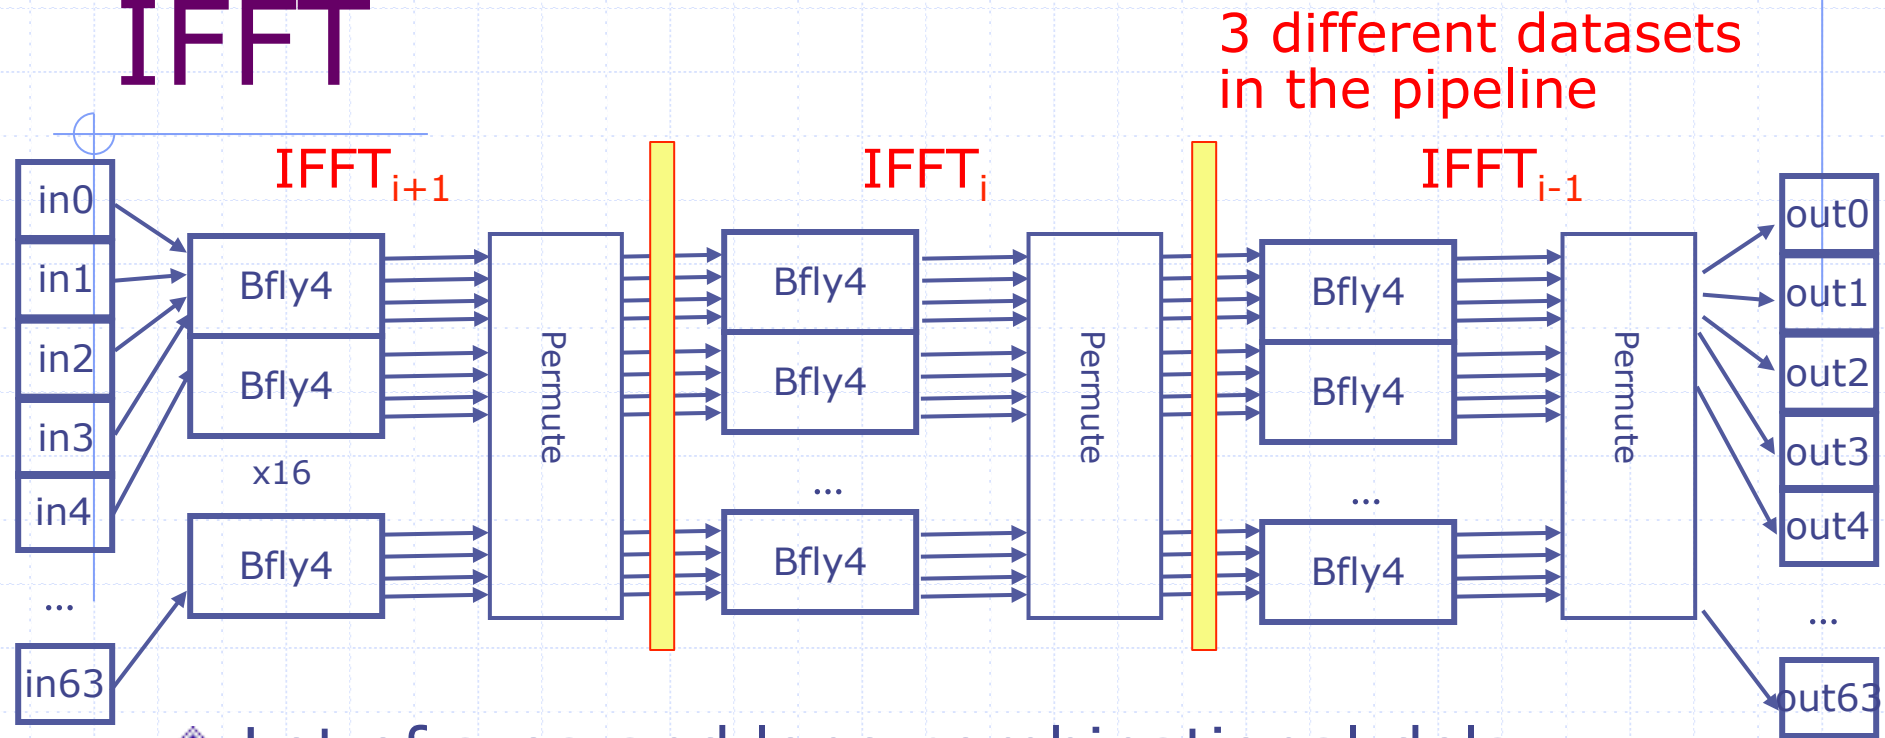 IFFT
3 different datasets
in the pipeline
IFFTi+1
IFFTi
IFFTi-1
in0
in1
in2
in3
in4
...
in63
Bfly4
Bfly4
x16
Bfly4
Permute
Bfly4
Bfly4
...
Bfly4
Permute
Bfly4
Bfly4
...
Bfly4
Permute
out0
out1
out2
out3
out4
...
out63